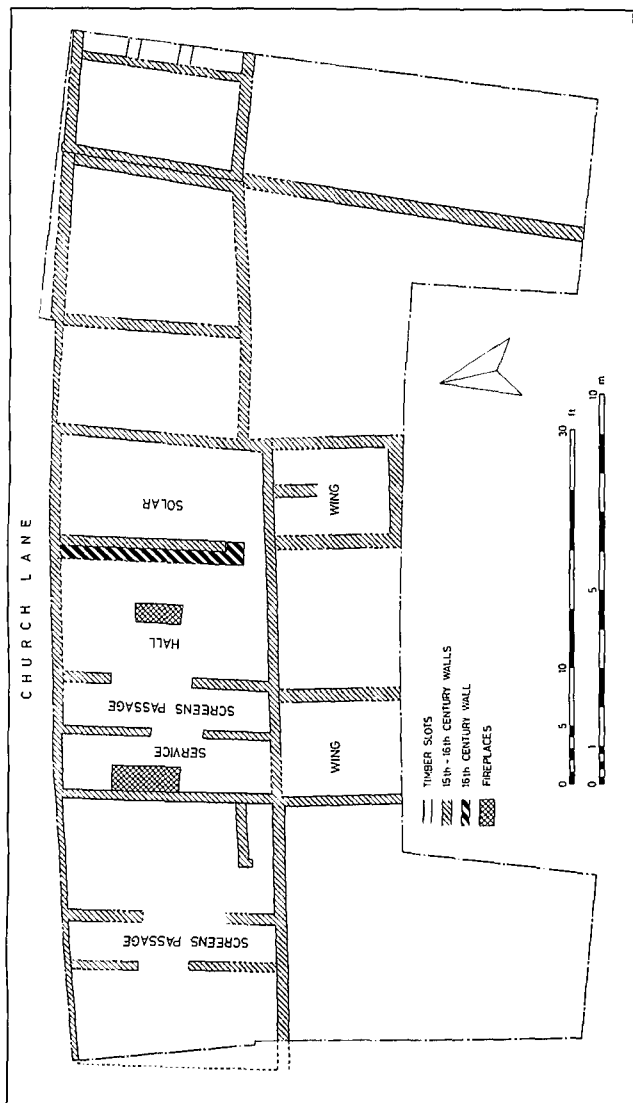 CHURCH LANE
SCREENS PASSAGE
SERVICE
SCREENS PASSAGE
HALL
SOLAR
WING
WING
TIMBER SLOTS
15th - 16th CENTURY WALLS
16th CENTURY WALL
FIREPLACES
0 5 10 30 ft
0 1 5 10 m